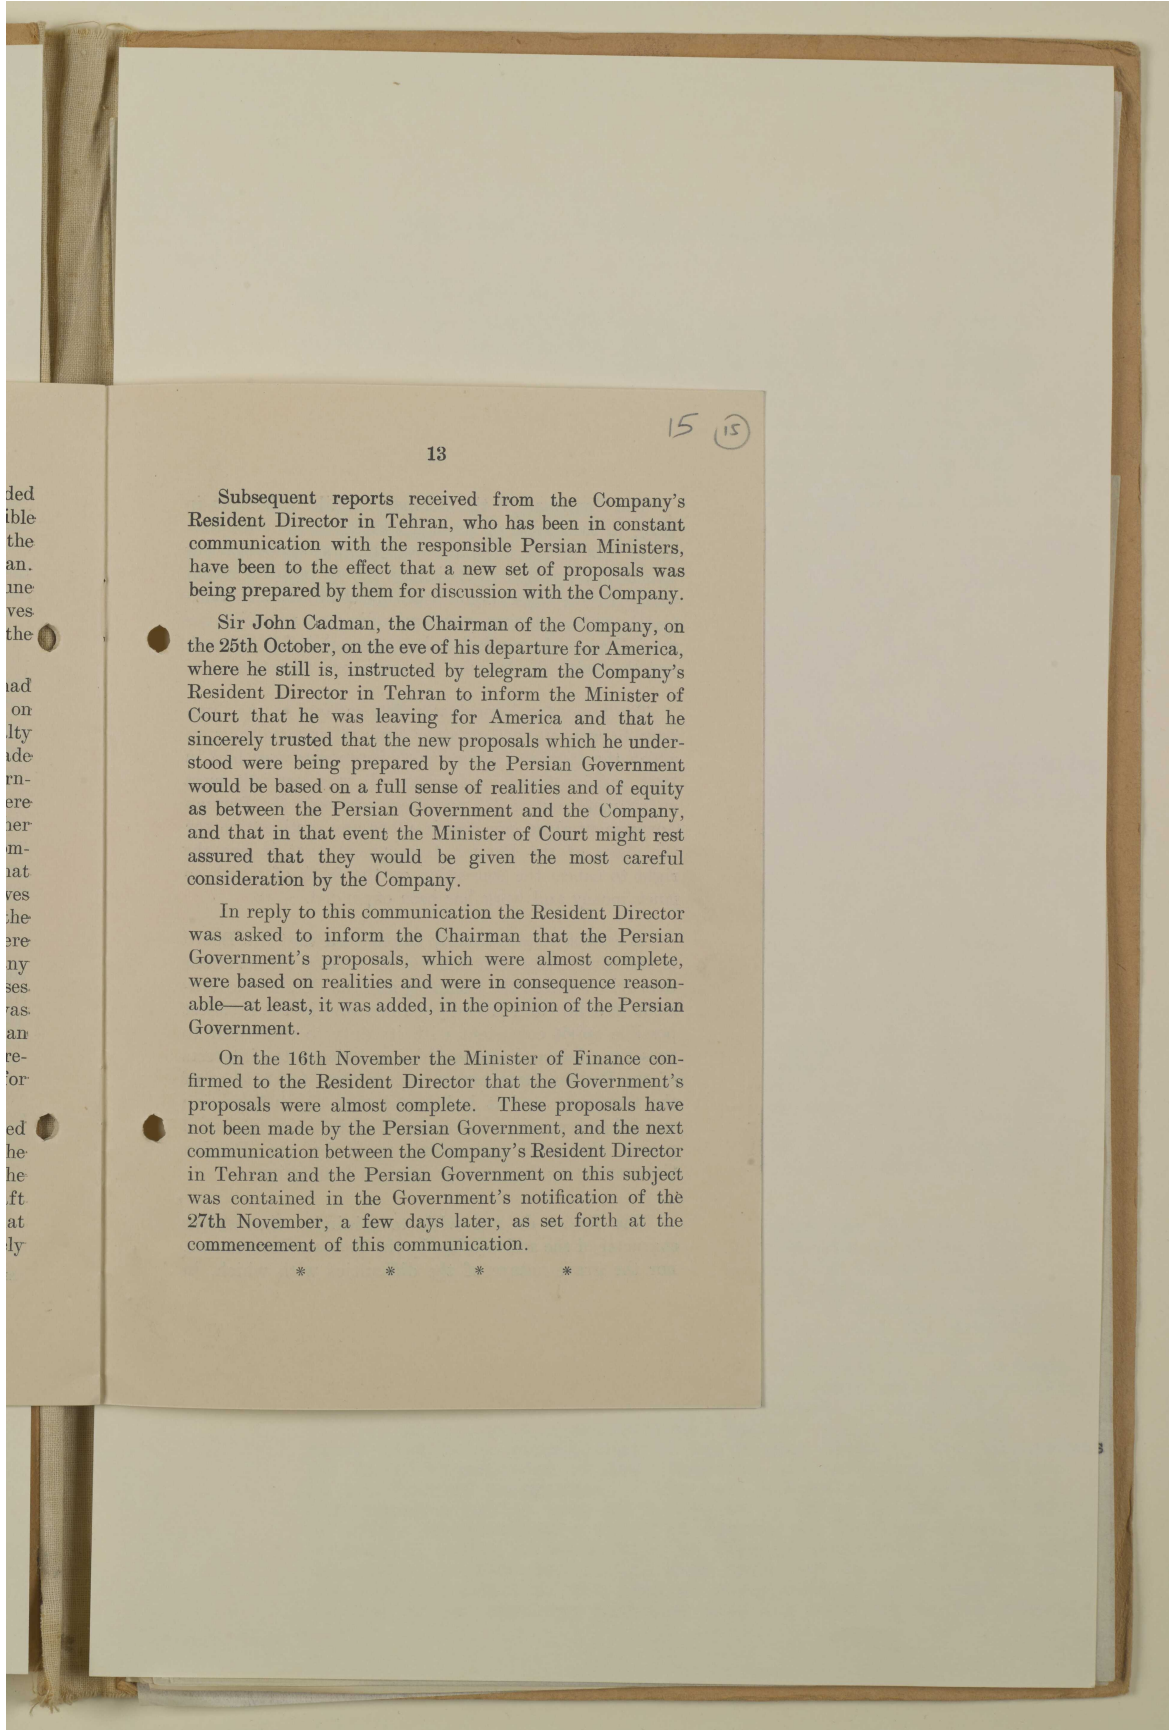 15 15
13
Subsequent reports received from the Company's
Resident Director in Tehran, who has been in constant
communication with the responsible Persian Ministers,
have been to the effect that a new set of proposals was
being prepared by them for discussion with the Company.
Sir John Cadman, the Chairman of the Company, on
the 25th October, on the eve of his departure for America,
where he still is, instructed by telegram the Company's
Resident Director in Tehran to inform the Minister of
Court that he was leaving for America and that he
sincerely trusted that the new proposals which he under-
stood were being prepared by the Persian Government
would be based on a full sense of realities and of equity
as between the Persian Government and the Company,
and that in that event the Minister of Court might rest
assured that they would be given the most careful
consideration by the Company.
In reply to this communication the Resident Director
was asked to inform the Chairman that the Persian
Government's proposals, which were almost complete,
were based on realities and were in consequence reason-
able—at least, it was added, in the opinion of the Persian
Government.
On the 16th November the Minister of Finance con-
firmed to the Resident Director that the Government's
proposals were almost complete. These proposals have
not been made by the Persian Government, and the next
communication between the Company's Resident Director
in Tehran and the Persian Government on this subject
was contained in the Government's notification of the
27th November, a few days later, as set forth at the
commencement of this communication.
* * * *